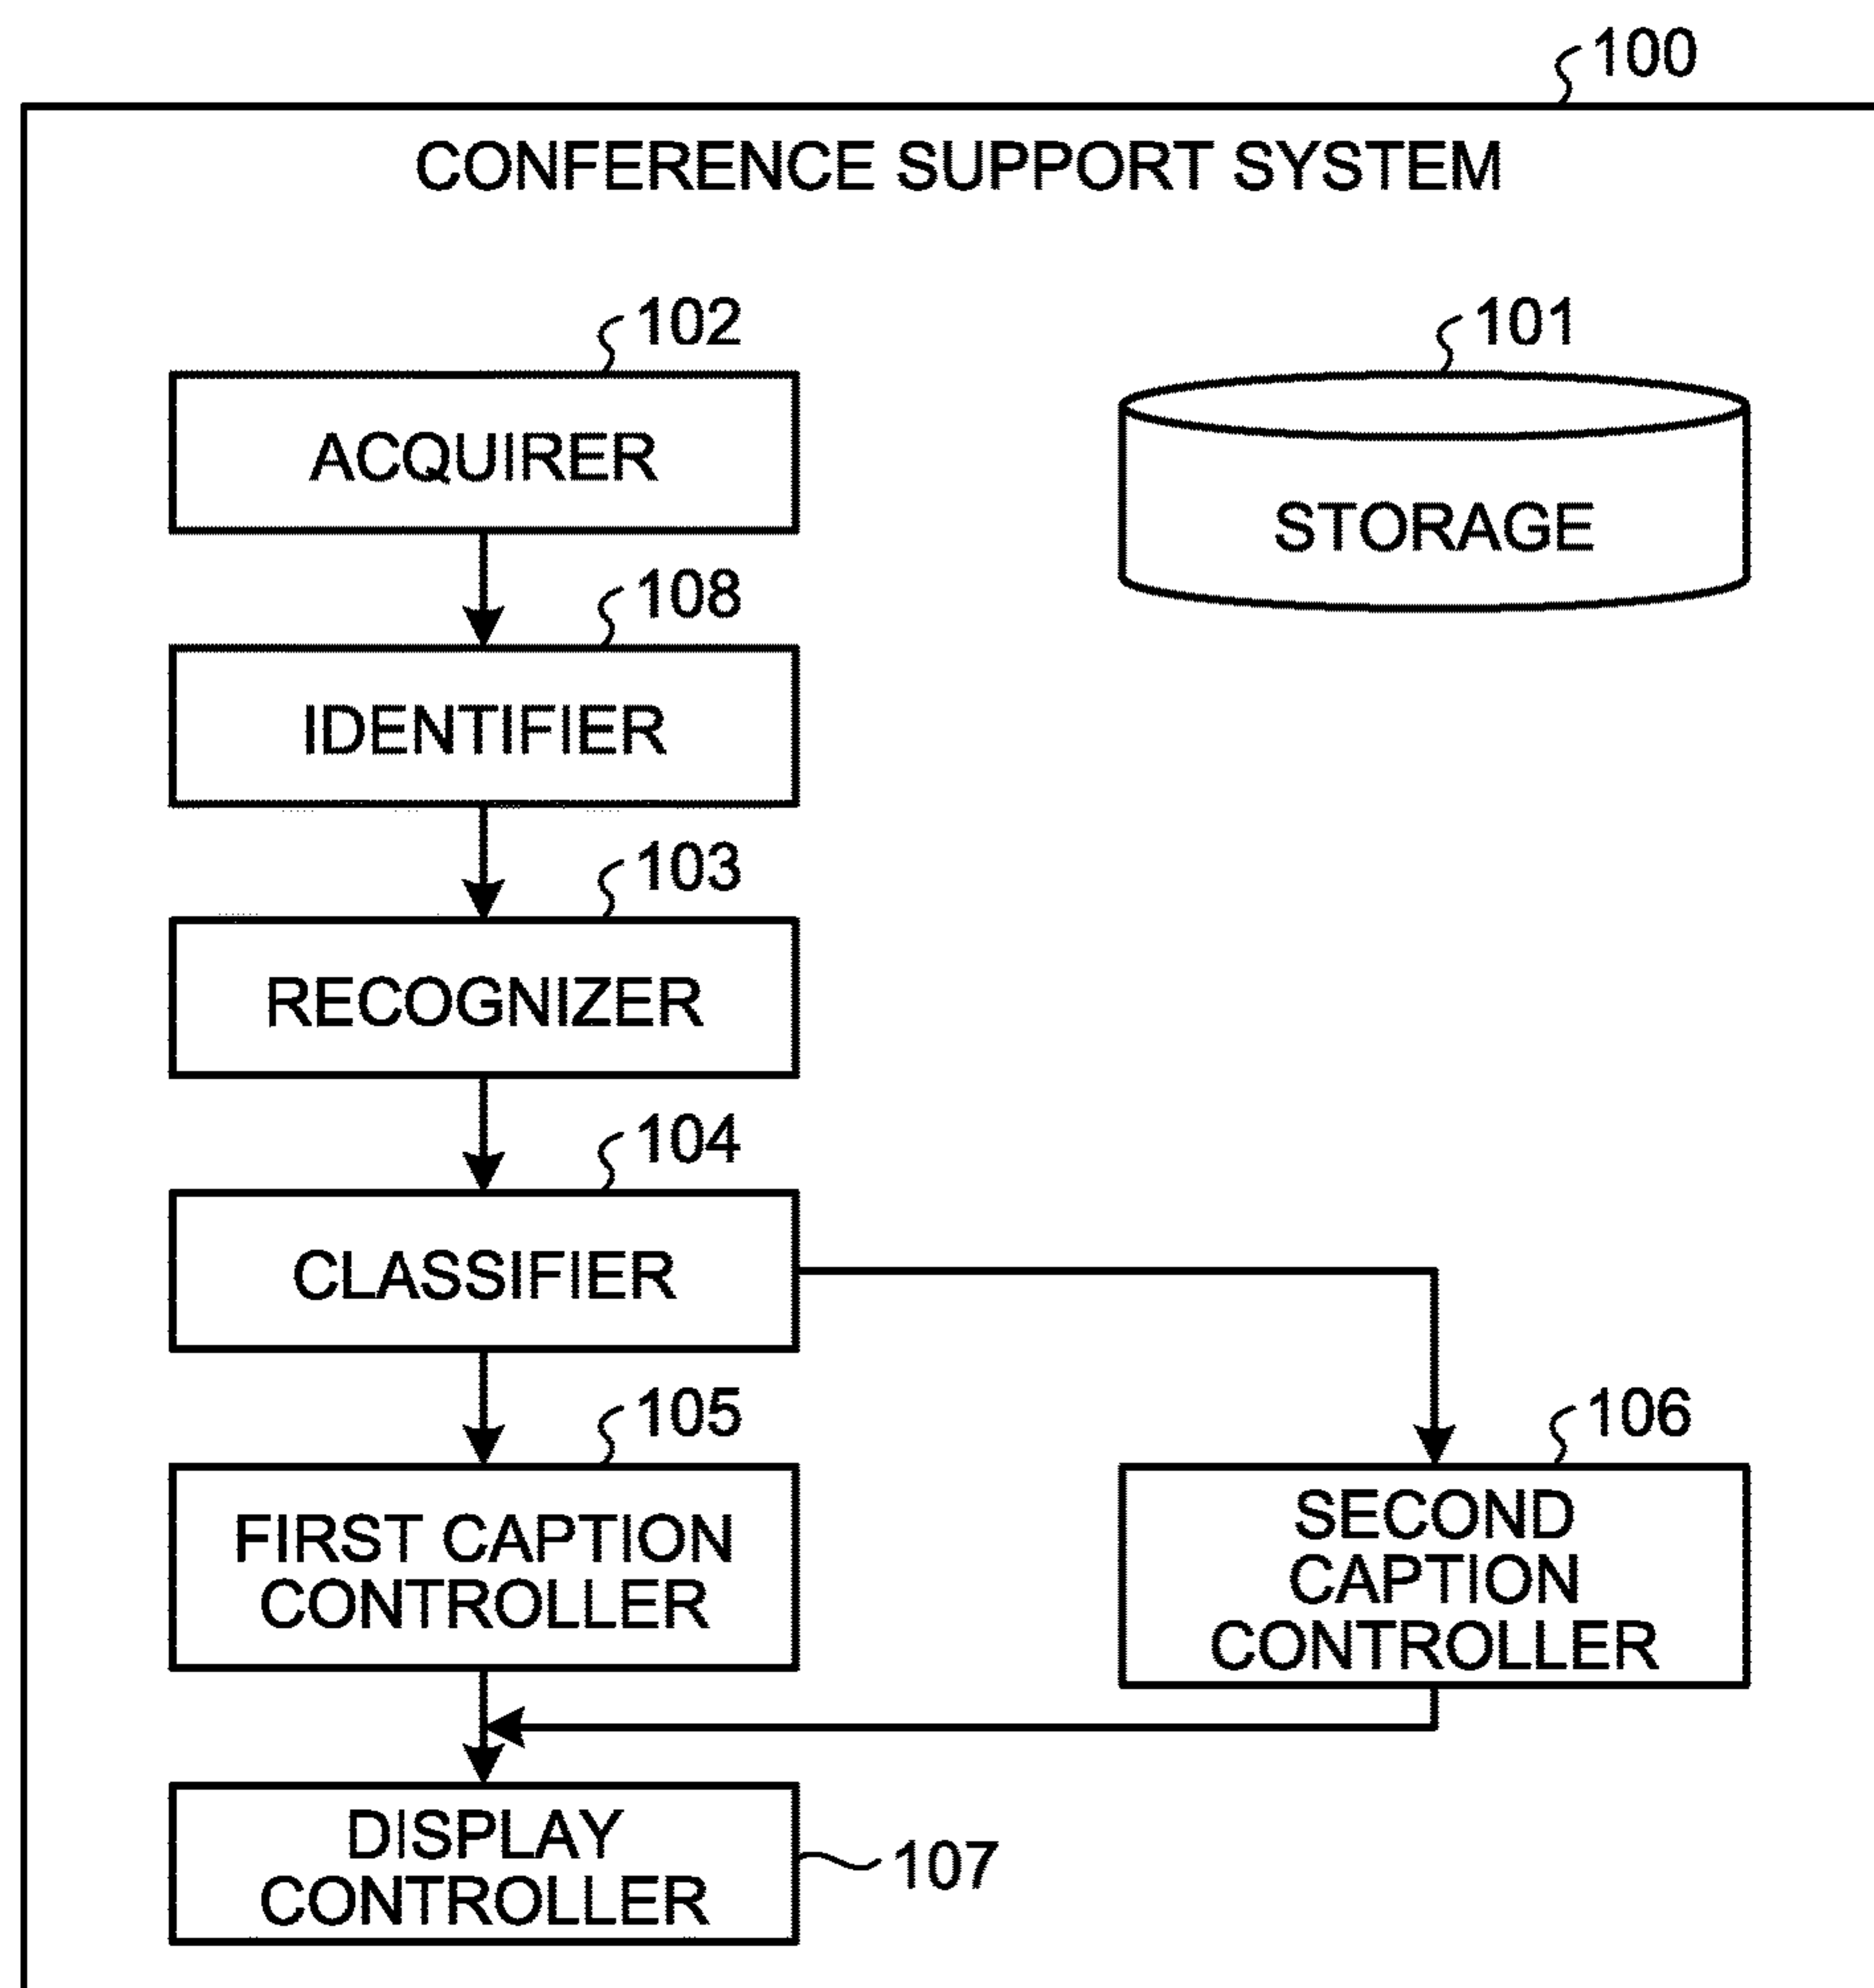 100
CONFERENCE SUPPORT SYSTEM
102
101
ACQUIRER
STORAGE
108
IDENTIFIER
103
RECOGNIZER
104
CLASSIFIER
105
106
FIRST CAPTION
CONTROLLER
SECOND
CAPTION
CONTROLLER
DISPLAY
CONTROLLER
107